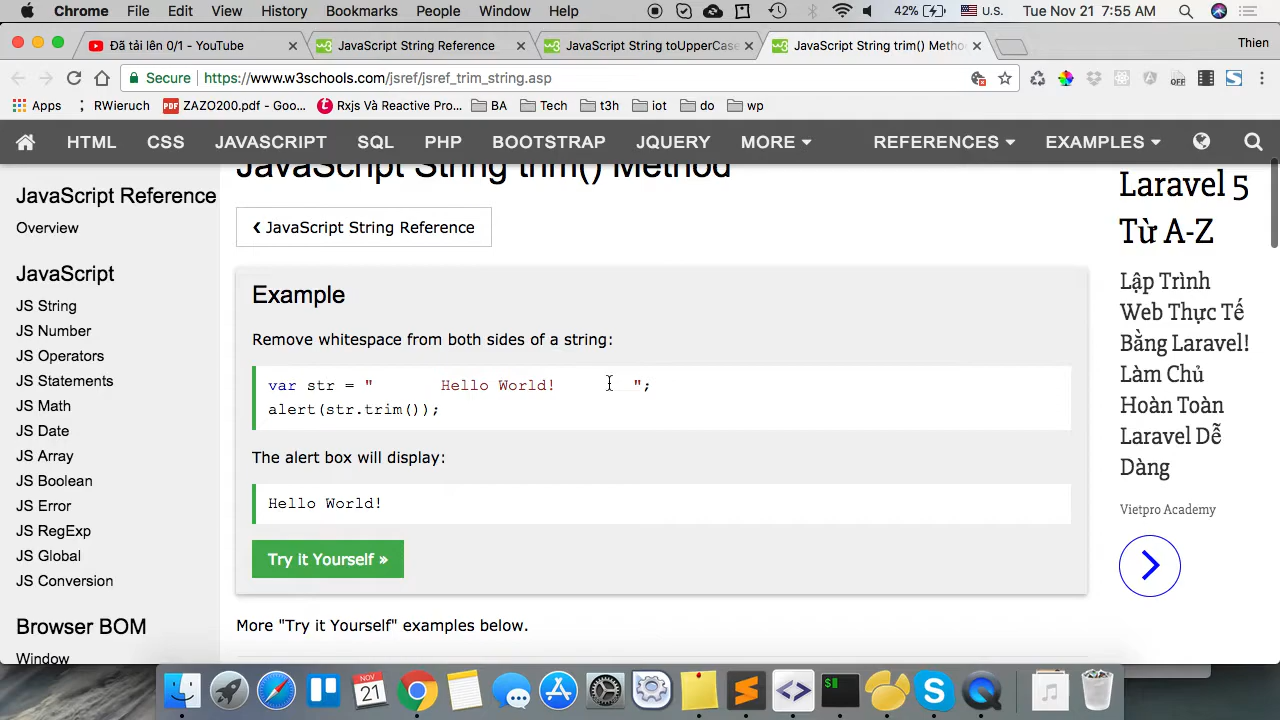 Chrome File Edit View History Bookmarks People Window Help 42% U.S. Tue Nov 21 7:55 AM
Đã tải lên 0/1 - YouTube × JavaScript String Reference × JavaScript String toUpperCase × JavaScript String trim() Metho × Thien
Secure https://www.w3schools.com/jsref/jsref_trim_string.asp
Apps RWieruch ZAZO200.pdf - Goo... Rxjs Và Reactive Pro... BA Tech t3h iot do wp
HTML CSS JAVASCRIPT SQL PHP BOOTSTRAP JQUERY MORE REFERENCES EXAMPLES
JavaScript Reference
Overview
JavaScript
JS String
JS Number
JS Operators
JS Statements
JS Math
JS Date
JS Array
JS Boolean
JS Error
JS RegExp
JS Global
JS Conversion
Browser BOM
Window
JavaScript String trim() Method
❮ JavaScript String Reference
Example
Remove whitespace from both sides of a string:
var str = "       Hello World!        ";
alert(str.trim());
The alert box will display:
Hello World!
Try it Yourself »
More "Try it Yourself" examples below.
Laravel 5
Từ A-Z
Lập Trình
Web Thực Tế
Bằng Laravel!
Làm Chủ
Hoàn Toàn
Laravel Dễ
Dàng
Vietpro Academy
NOV
21